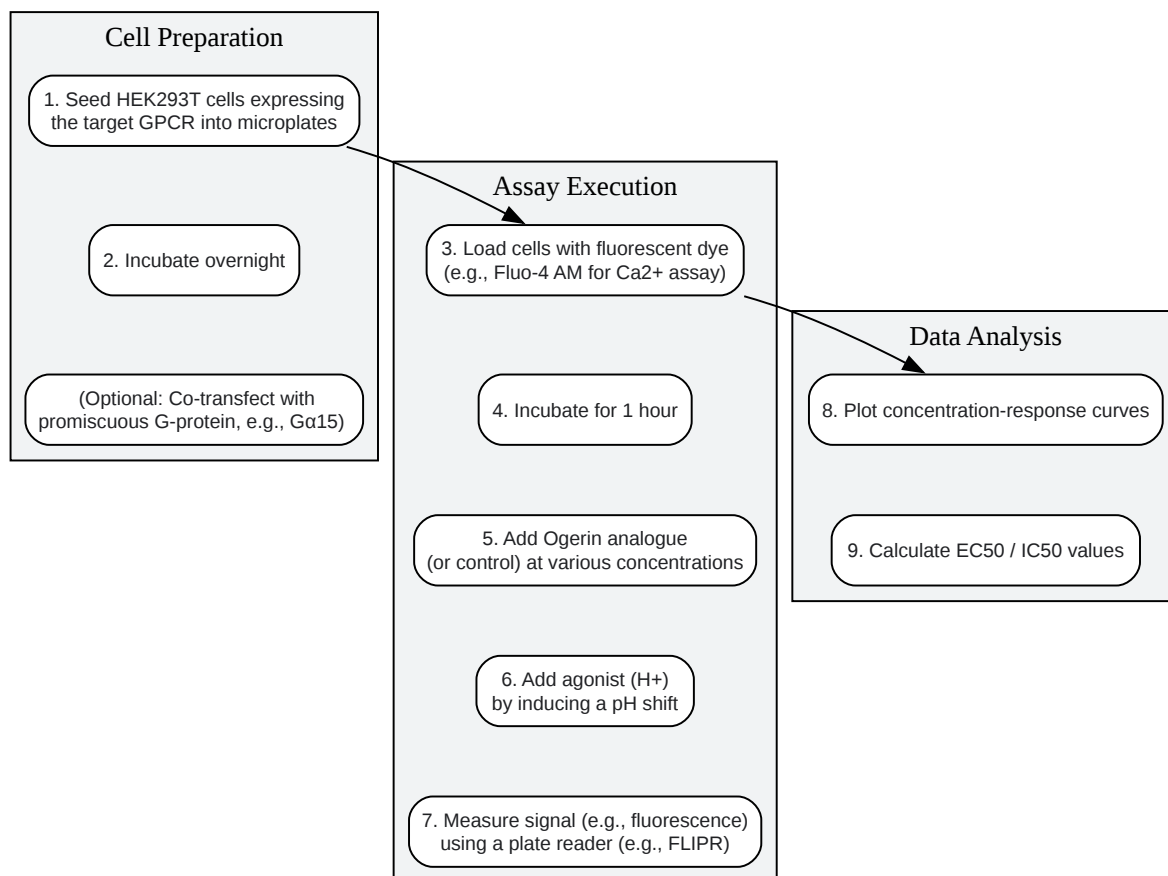 Cell Preparation
1. Seed HEK293T cells expressing
the target GPCR into microplates
2. Incubate overnight
(Optional: Co-transfect with
promiscuous G-protein, e.g., Gα15)
Assay Execution
3. Load cells with fluorescent dye
(e.g., Fluo-4 AM for Ca2+ assay)
4. Incubate for 1 hour
5. Add Ogerin analogue
(or control) at various concentrations
6. Add agonist (H+)
by inducing a pH shift
7. Measure signal (e.g., fluorescence)
using a plate reader (e.g., FLIPR)
Data Analysis
8. Plot concentration-response curves
9. Calculate EC50 / IC50 values